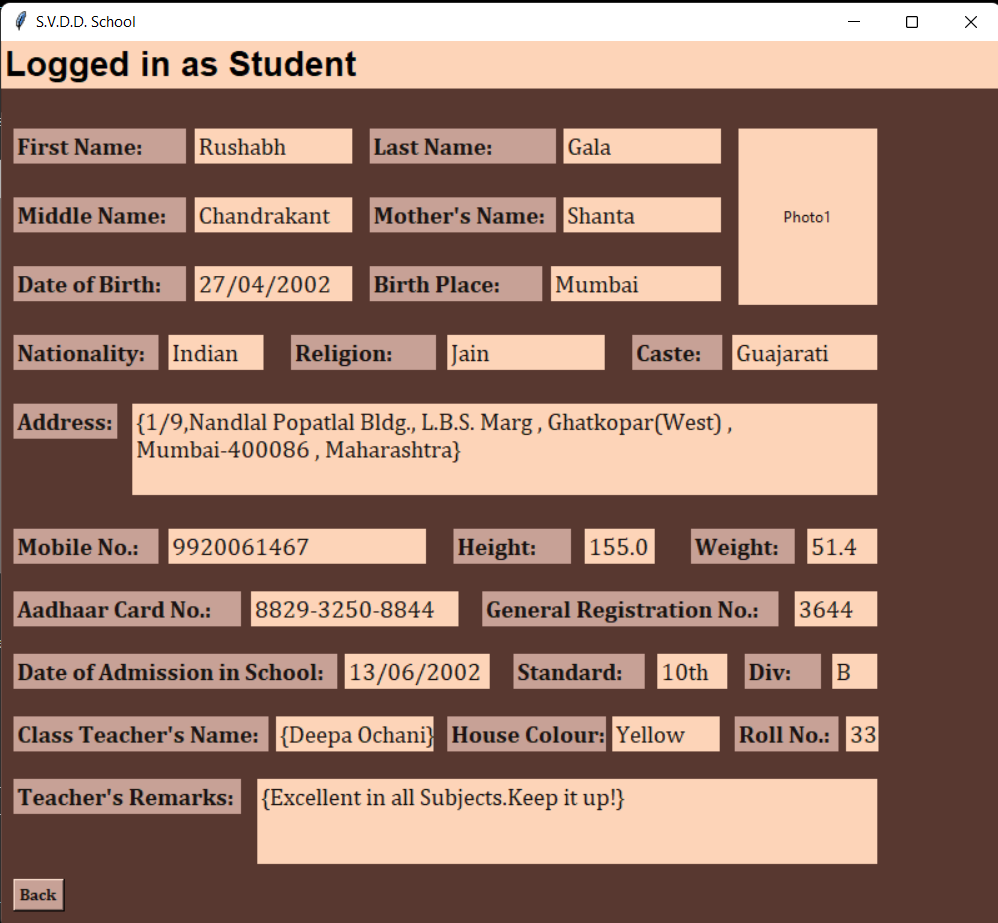 S.V.D.D. School
Logged in as Student
First Name: Rushabh Last Name: Gala
Photo1
Middle Name: Chandrakant Mother's Name: Shanta
Date of Birth: 27/04/2002 Birth Place: Mumbai
Nationality: Indian Religion: Jain Caste: Guajarati
Address: {1/9,Nandlal Popatlal Bldg., L.B.S. Marg , Ghatkopar(West) ,
Mumbai-400086 , Maharashtra}
Mobile No.: 9920061467 Height: 155.0 Weight: 51.4
Aadhaar Card No.: 8829-3250-8844 General Registration No.: 3644
Date of Admission in School: 13/06/2002 Standard: 10th Div: B
Class Teacher's Name: {Deepa Ochani} House Colour: Yellow Roll No.: 33
Teacher's Remarks: {Excellent in all Subjects.Keep it up!}
Back